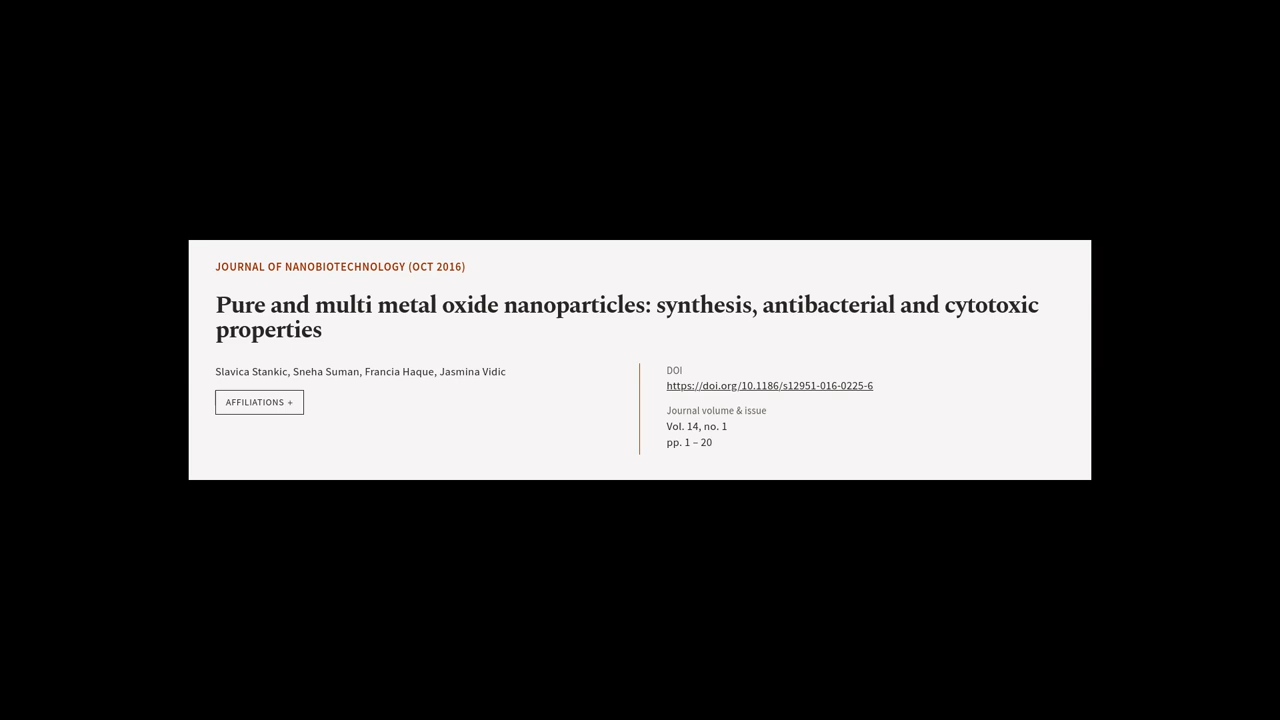 JOURNAL OF NANOBIOTECHNOLOGY (OCT 2016)
Pure and multi metal oxide nanoparticles: synthesis, antibacterial and cytotoxic
properties
Slavica Stankic, Sneha Suman, Francia Haque, Jasmina Vidic
AFFILIATIONS +
DOI
https://doi.org/10.1186/s12951-016-0225-6
Journal volume & issue
Vol. 14, no. 1
pp. 1 – 20